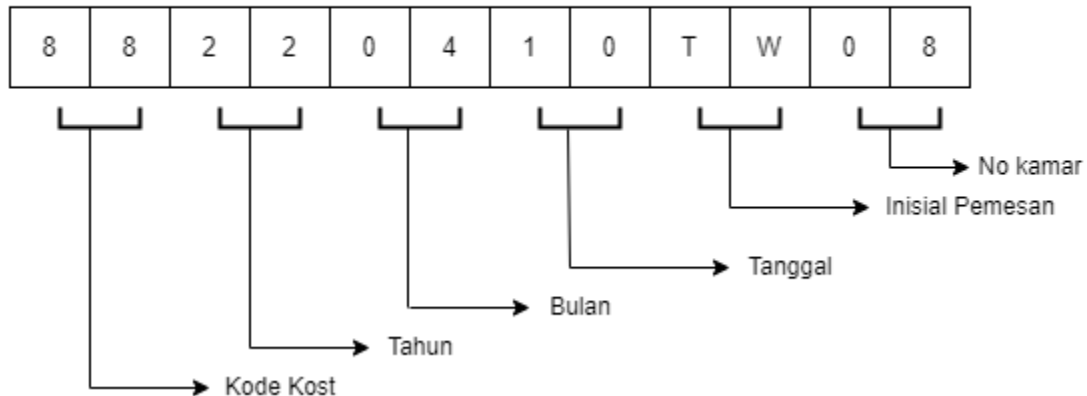 8 8 2 2 0 4 1 0 T W 0 8
No kamar
Inisial Pemesan
Tanggal
Bulan
Tahun
Kode Kost